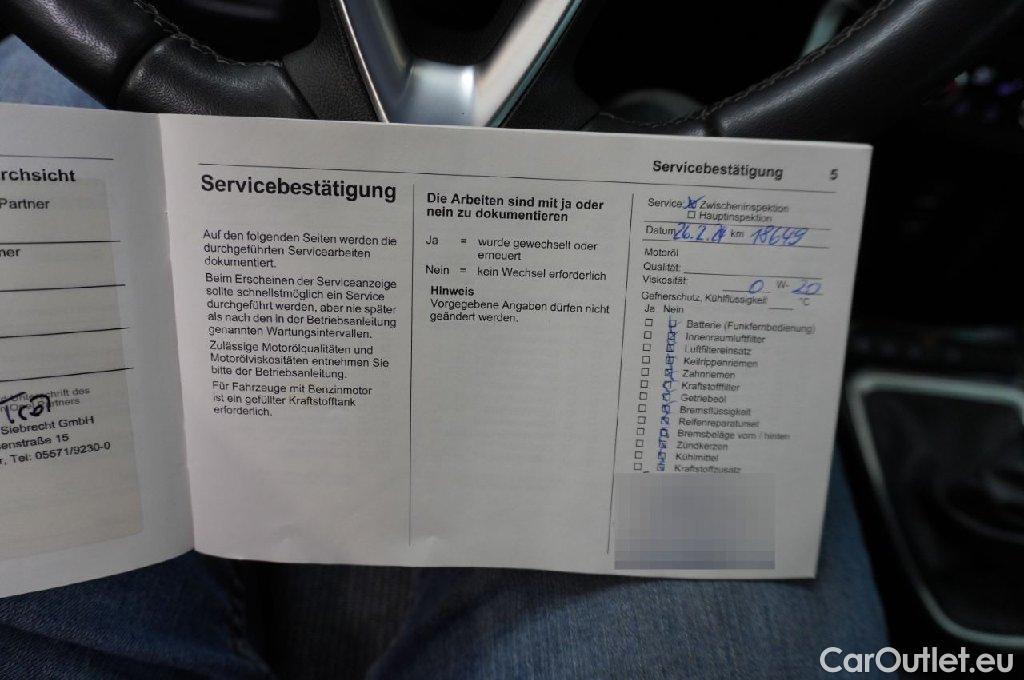 rchsicht
Partner
ner
Siebrecht GmbH
senstraße 15
Tel: 05571/9230-0
Servicebestätigung
Auf den folgenden Seiten werden die
durchgeführten Servicearbeiten
dokumentiert.
Beim Erscheinen der Serviceanzeige
sollte schnellstmöglich ein Service
durchgeführt werden, aber nie später
als nach den in der Betriebsanleitung
genannten Wartungsintervallen.
Zulässige Motorölqualitäten und
Motorölviskositäten entnehmen Sie
bitte der Betriebsanleitung.
Für Fahrzeuge mit Benzinmotor
ist ein gefüllter Kraftstofftank
erforderlich.
Die Arbeiten sind mit ja oder
nein zu dokumentieren
Ja = wurde gewechselt oder
erneuert
Nein = kein Wechsel erforderlich
Hinweis
Vorgegebene Angaben dürfen nicht
geändert werden.
Servicebestätigung 5
Service: Zwischeninspektion
Hauptinspektion
Datum 26.2. km 18649
Motoröl
Qualität:
Viskosität: 0 W- 20
Gefrierschutz, Kühlflüssigkeit °C
Ja Nein
Batterie (Funkfernbedienung)
Innenraumluftfilter
Luftfiltereinsatz
Keilrippenriemen
Zahnriemen
Kraftstofffilter
Getriebeöl
Bremsflüssigkeit
Reifenreparaturset
Bremsbeläge vorn / hinten
Zündkerzen
Kühlmittel
Kraftstoffzusatz
CarOutlet.eu